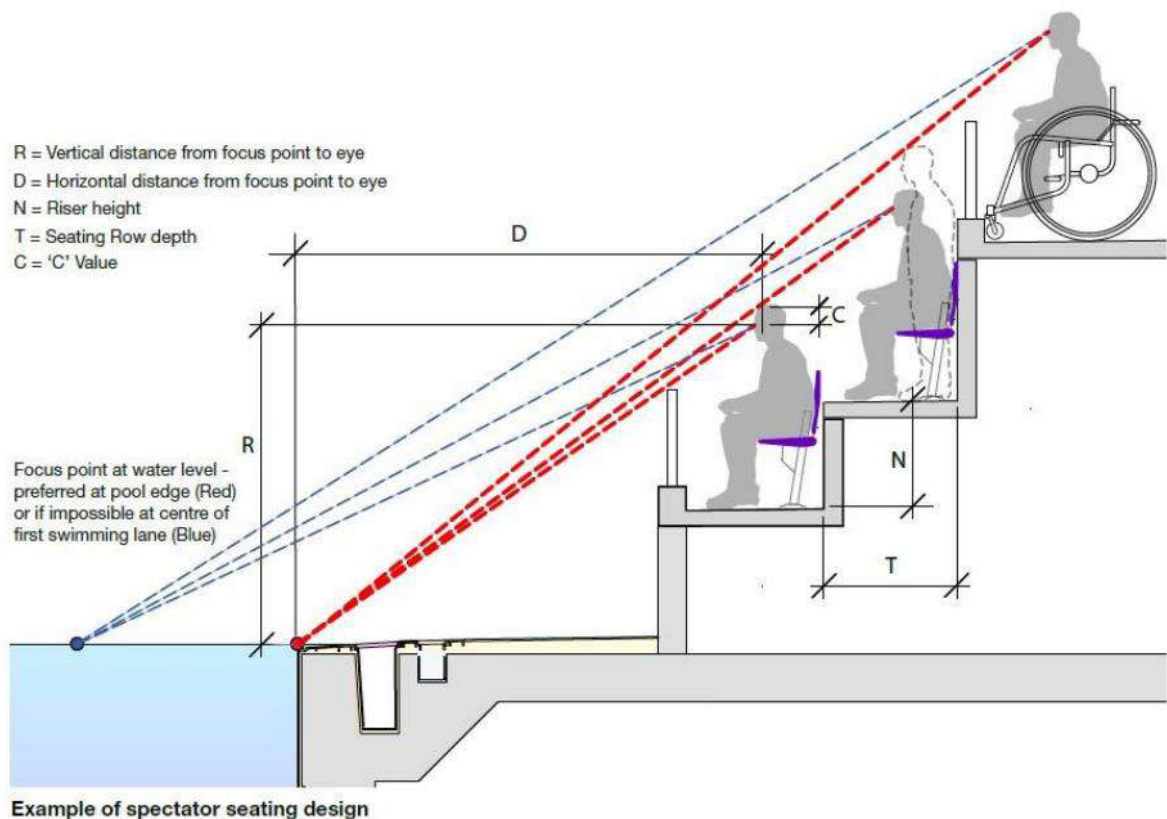 R = Vertical distance from focus point to eye
D = Horizontal distance from focus point to eye
N = Riser height
T = Seating Row depth
C = ‘C’ Value
D
C
R
N
Focus point at water level -
preferred at pool edge (Red)
or if impossible at centre of
first swimming lane (Blue)
T
Example of spectator seating design